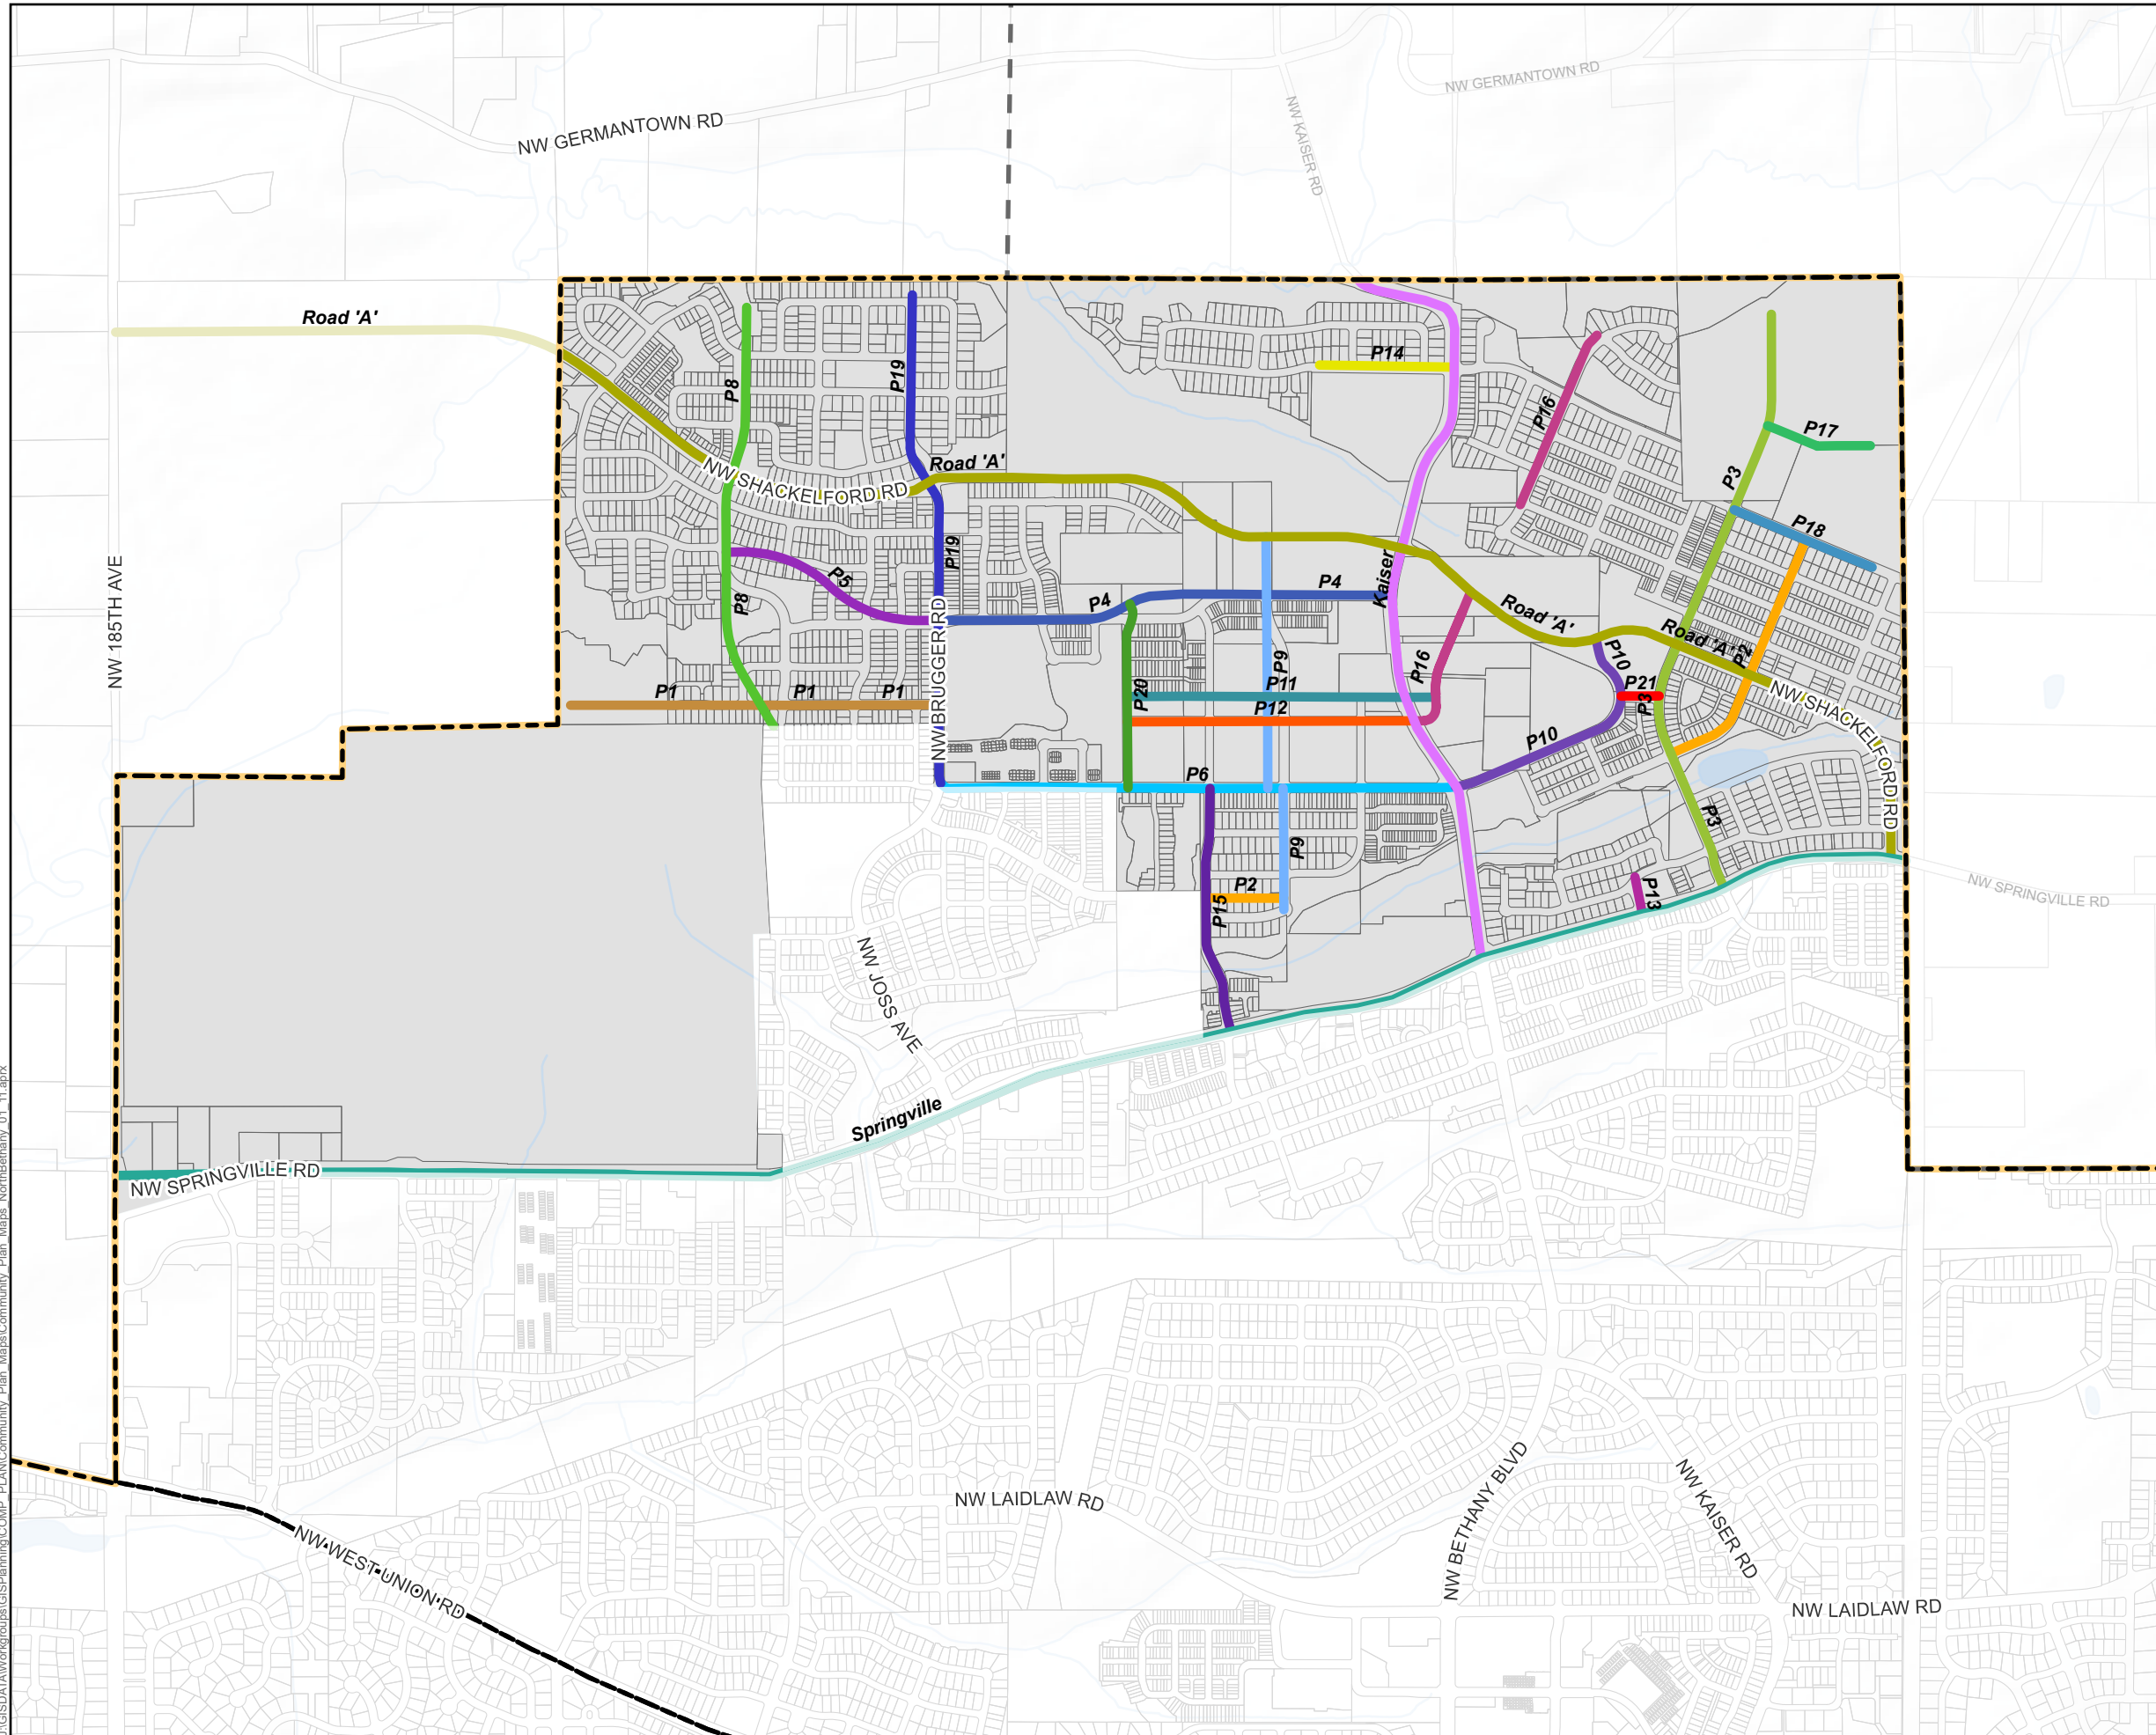 NW GERMANTOWN RD
NW GERMANTOWN RD
NW KAISER RD
Road 'A'
P14
P8
P19
P16
P17
P3
Road 'A'
NW SHACKELFORD RD
P18
P19
Kaiser
P5
P4
P4
P8
Road 'A'
Road 'A'
P2
P10
NW 185TH AVE
NW BRUGGER RD
P9
P16
P11
P21
P3
P1
P1
P1
P20
P12
NW SHACKELFORD RD
P10
P6
P3
P9
P2
P15
P13
NW SPRINGVILLE RD
NW JOSS AVE
Springville
NW SPRINGVILLE RD
NW LAIDLAW RD
NW BETHANY BLVD
NW KAISER RD
NW WEST UNION RD
NW LAIDLAW RD